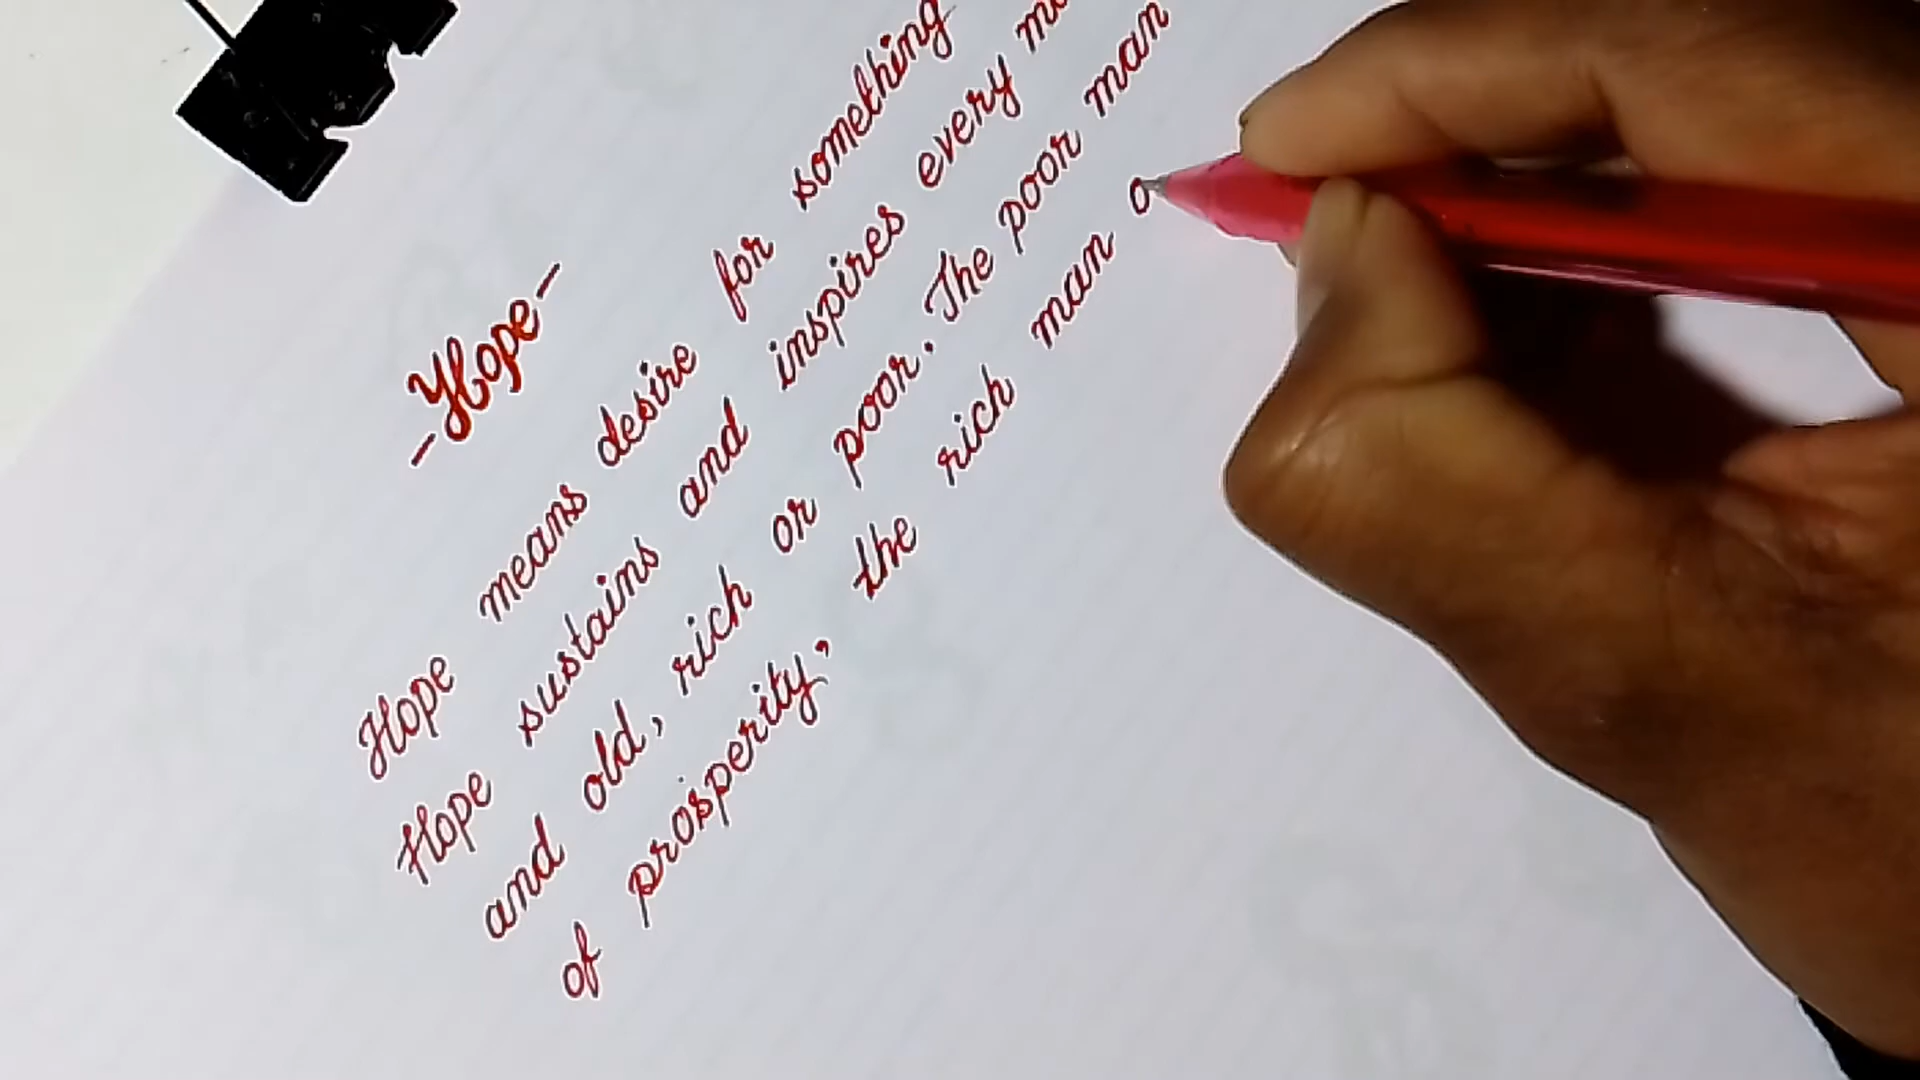 -Hope-
Hope means desire for something
Hope sustains and inspires every
and old, rich or poor. The poor man
of prosperity, the rich man